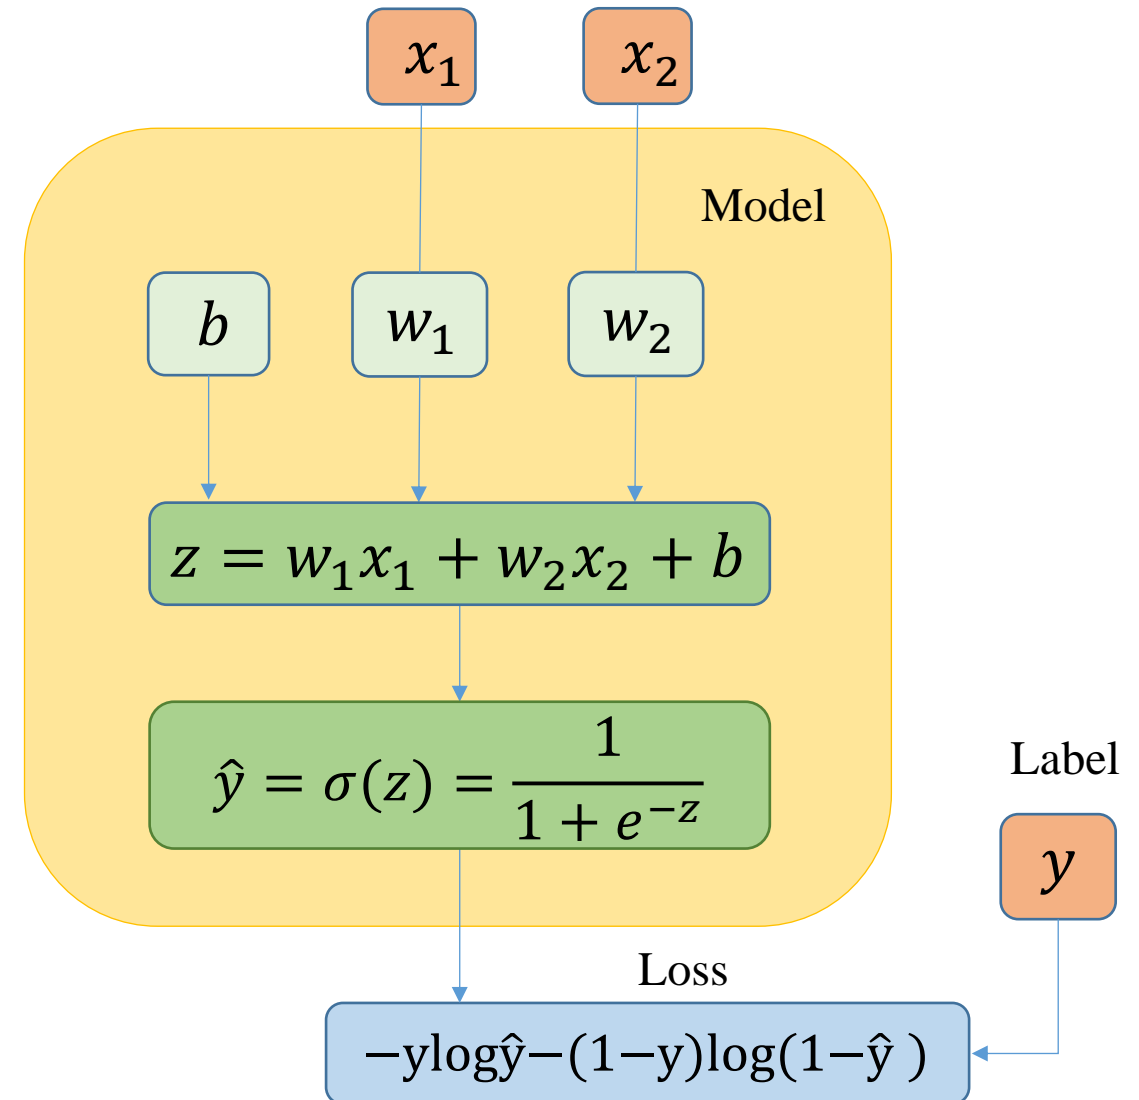 x₁ x₂
Model
b w₁ w₂
z = w₁x₁ + w₂x₂ + b
ŷ = σ(z) = 1 / (1 + e⁻ᶻ)
Label
y
Loss
−ylogŷ−(1−y)log(1−ŷ )